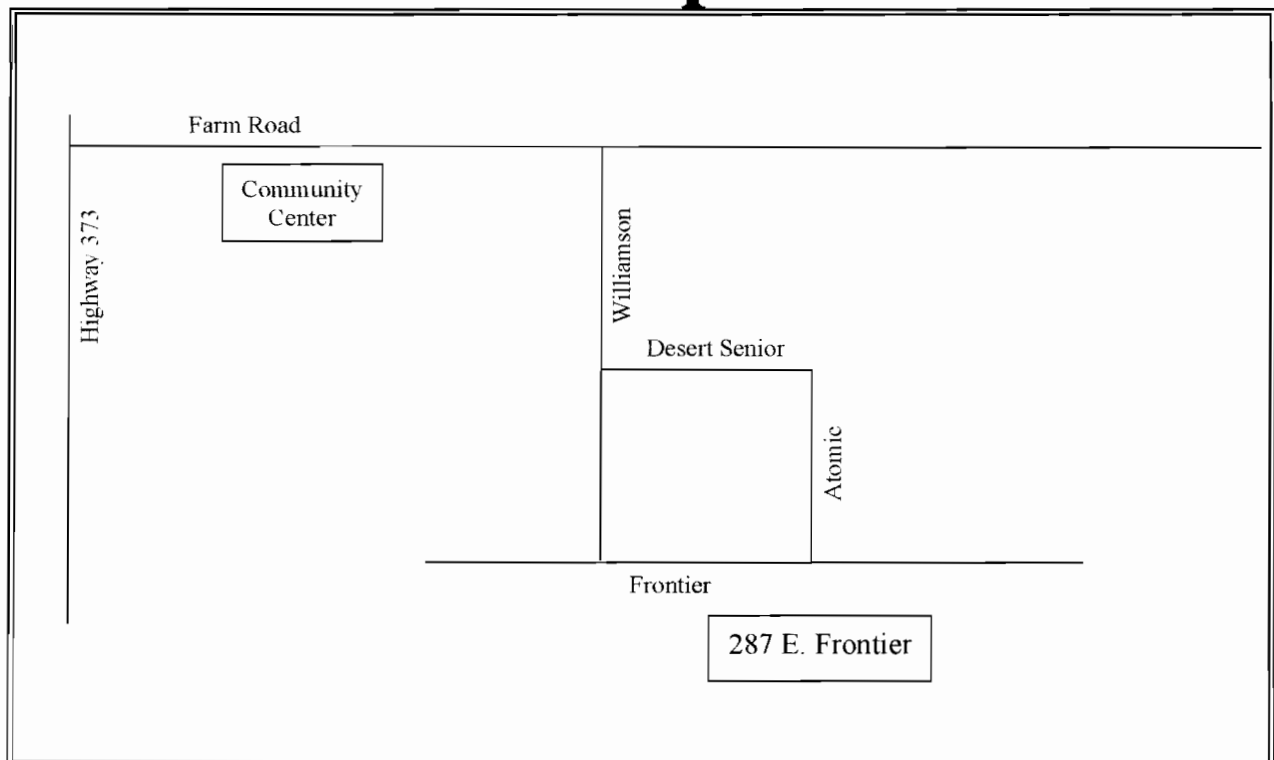 Farm Road
Community
Center
Highway 373
Williamson
Desert Senior
Atomic
Frontier
287 E. Frontier